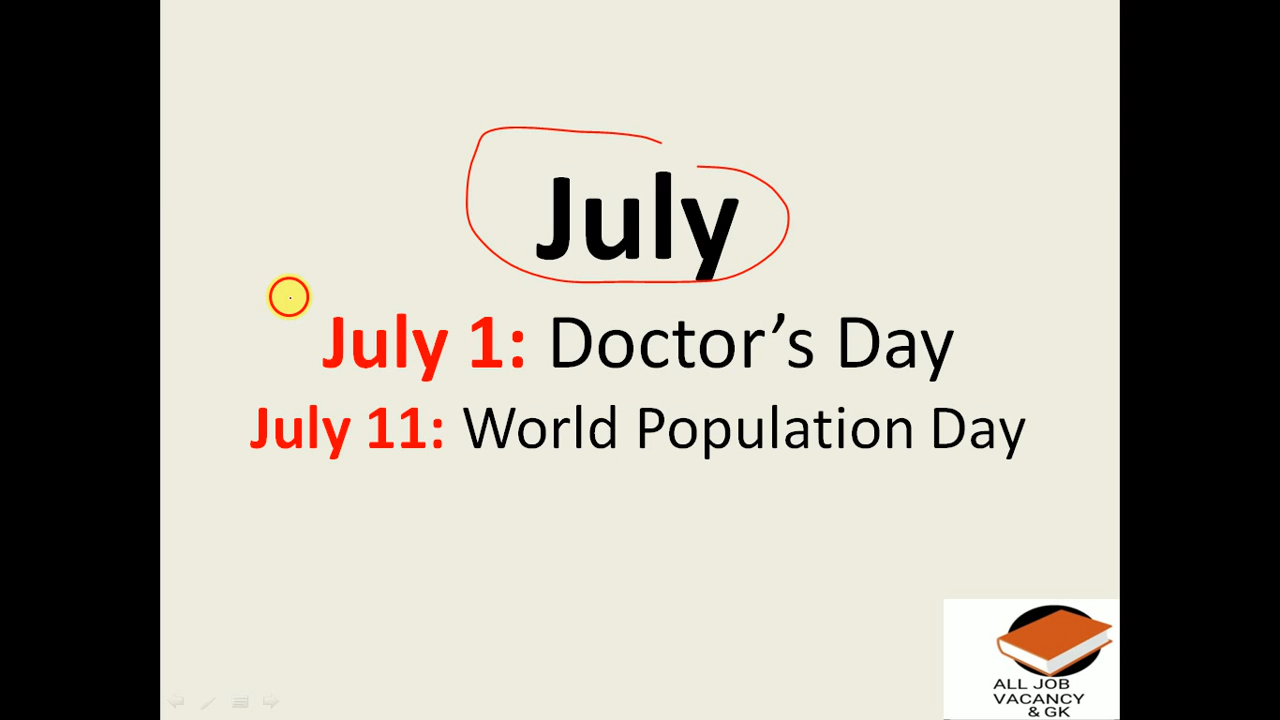 July
July 1: Doctor’s Day
July 11: World Population Day
ALL JOB
VACANCY
& GK